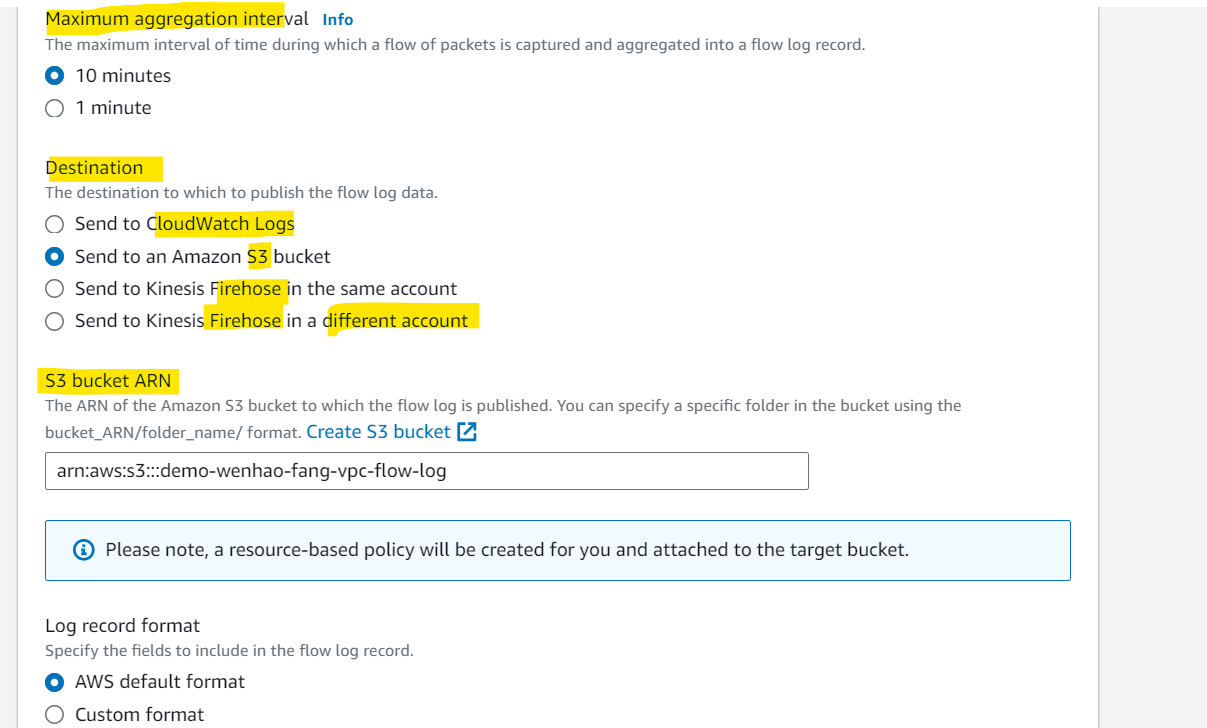 Maximum aggregation interval Info
The maximum interval of time during which a flow of packets is captured and aggregated into a flow log record.
10 minutes
1 minute
Destination
The destination to which to publish the flow log data.
Send to CloudWatch Logs
Send to an Amazon S3 bucket
Send to Kinesis Firehose in the same account
Send to Kinesis Firehose in a different account
S3 bucket ARN
The ARN of the Amazon S3 bucket to which the flow log is published. You can specify a specific folder in the bucket using the
bucket_ARN/folder_name/ format. Create S3 bucket
arn:aws:s3:::demo-wenhao-fang-vpc-flow-log
Please note, a resource-based policy will be created for you and attached to the target bucket.
Log record format
Specify the fields to include in the flow log record.
AWS default format
Custom format